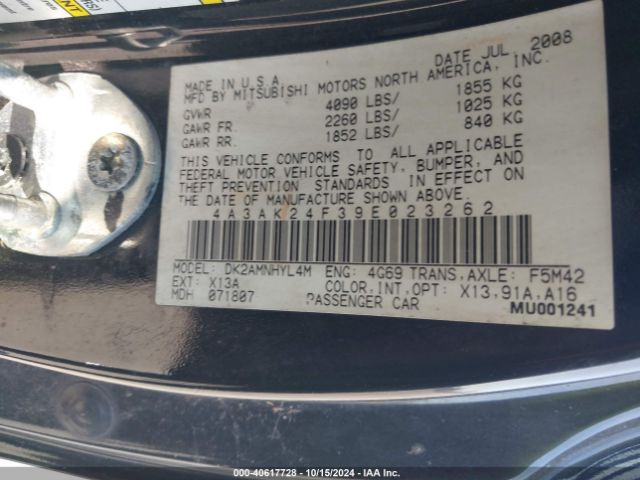 DATE JUL 2008
MADE IN U.S.A.
MFD BY MITSUBISHI MOTORS NORTH AMERICA, INC.
GVWR 4090 LBS/ 1855 KG
GAWR FR. 2260 LBS/ 1025 KG
GAWR RR. 1852 LBS/ 840 KG
THIS VEHICLE CONFORMS TO ALL APPLICABLE
FEDERAL MOTOR VEHICLE SAFETY, BUMPER, AND
THEFT PREVENTION STANDARDS IN EFFECT ON
THE DATE OF MANUFACTURE SHOWN ABOVE.
4A3AK24F39E023262
MODEL: DK2AMNHYL4M ENG: 4G69 TRANS,AXLE: F5M42
EXT: X13A COLOR,INT,OPT: X13,91A,A16
MDH 071807 PASSENGER CAR
MU001241
000-40617728 - 10/15/2024 - IAA Inc.